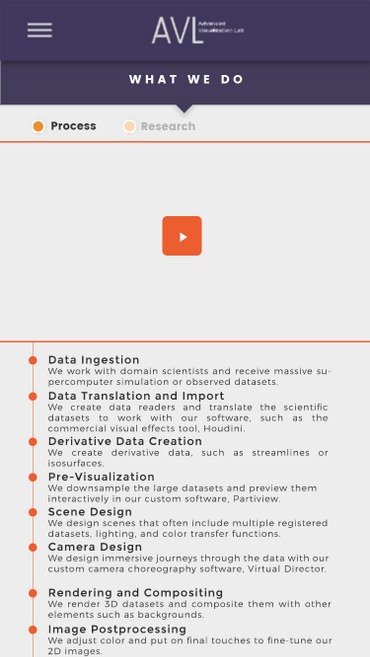 AVL Advanced
Visualization Lab
WHAT WE DO
Process Research
Data Ingestion
We work with domain scientists and receive massive su-
percomputer simulation or observed datasets.
Data Translation and Import
We create data readers and translate the scientific
datasets to work with our software, such as the
commercial visual effects tool, Houdini.
Derivative Data Creation
We create derivative data, such as streamlines or
isosurfaces.
Pre-Visualization
We downsample the large datasets and preview them
interactively in our custom software, Partiview.
Scene Design
We design scenes that often include multiple registered
datasets, lighting, and color transfer functions.
Camera Design
We design immersive journeys through the data with our
custom camera choreography software, Virtual Director.
Rendering and Compositing
We render 3D datasets and composite them with other
elements such as backgrounds.
Image Postprocessing
We adjust color and put on final touches to fine-tune our
2D images.